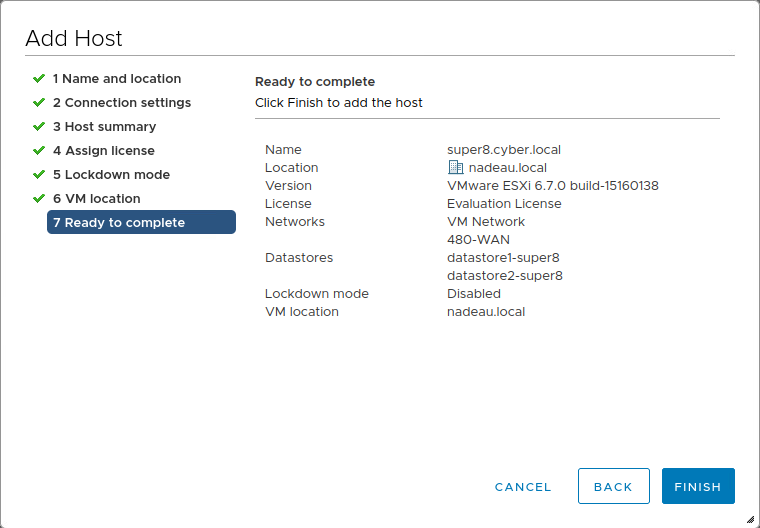 Add Host
1 Name and location
2 Connection settings
3 Host summary
4 Assign license
5 Lockdown mode
6 VM location
7 Ready to complete
Ready to complete
Click Finish to add the host
Name super8.cyber.local
Location nadeau.local
Version VMware ESXi 6.7.0 build-15160138
License Evaluation License
Networks VM Network
480-WAN
Datastores datastore1-super8
datastore2-super8
Lockdown mode Disabled
VM location nadeau.local
CANCEL BACK FINISH